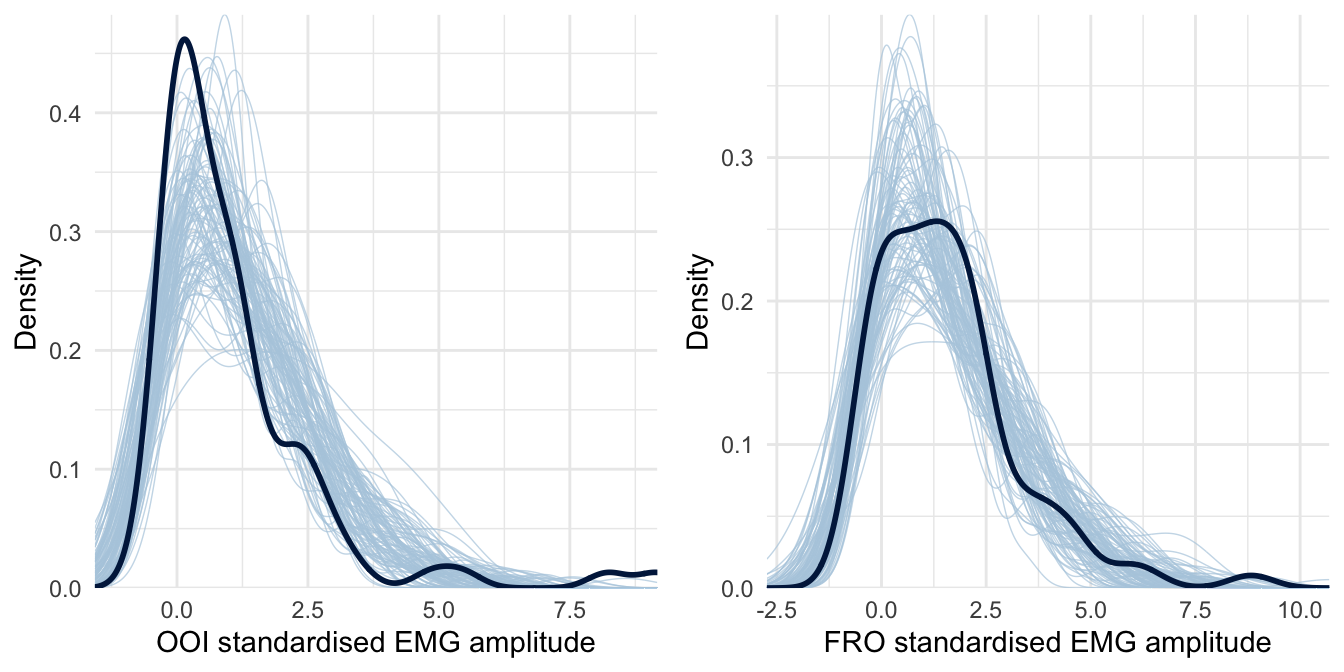 Density
0.4
0.3
0.2
0.1
0.0
0.0 2.5 5.0 7.5
OOI standardised EMG amplitude
Density
0.3
0.2
0.1
0.0
-2.5 0.0 2.5 5.0 7.5 10.0
FRO standardised EMG amplitude